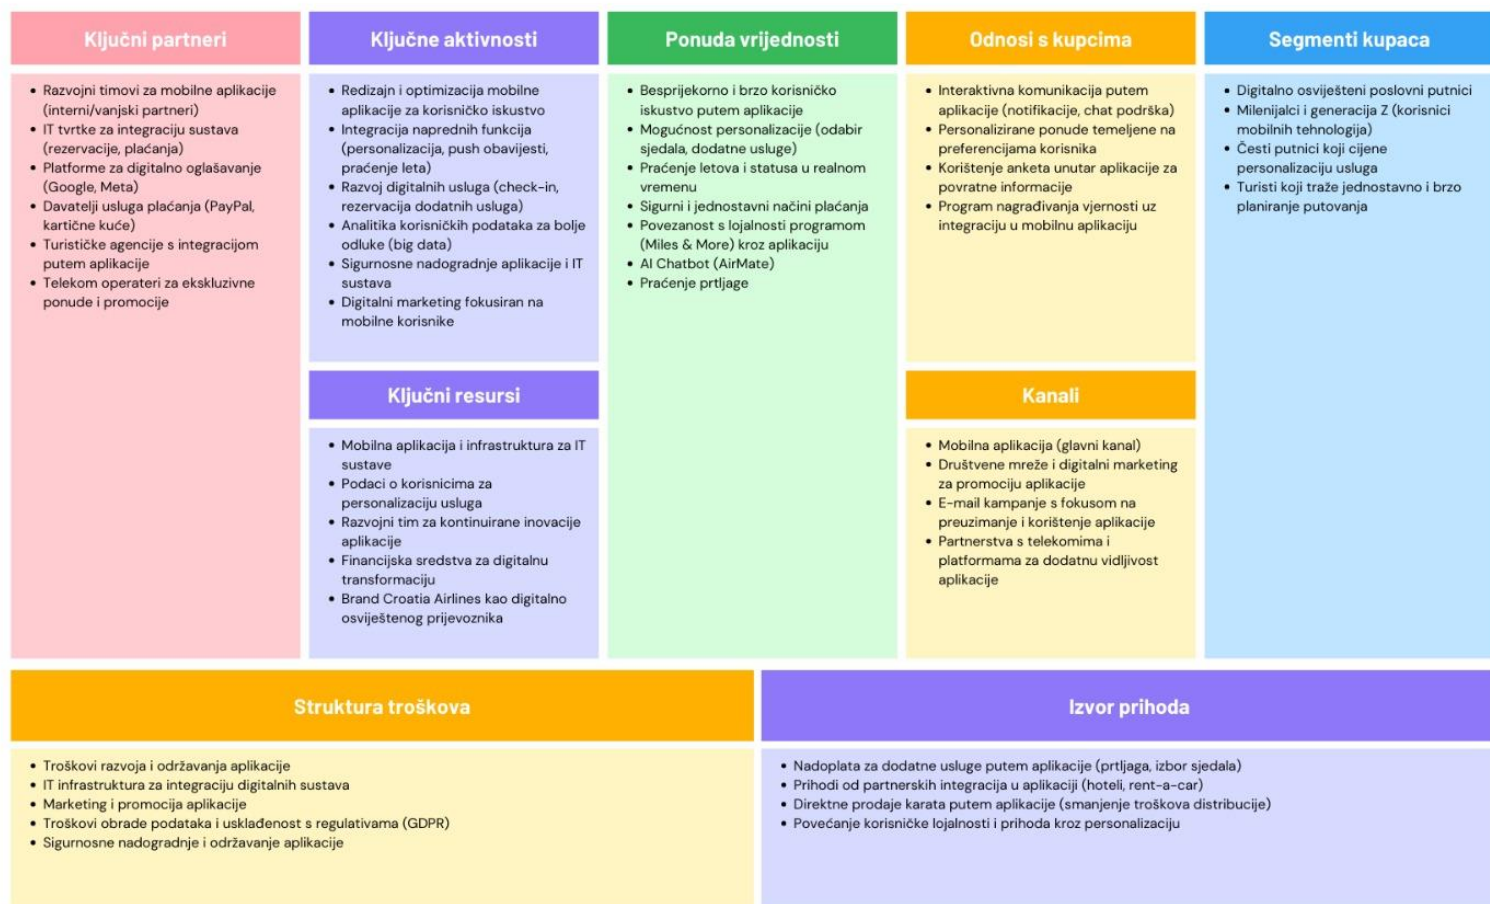 Ključni partneri
• Razvojni timovi za mobilne aplikacije
(interni/vanjski partneri)
• IT tvrtke za integraciju sustava
(rezervacije, plaćanja)
• Platforme za digitalno oglašavanje
(Google, Meta)
• Davatelji usluga plaćanja (PayPal,
kartične kuće)
• Turističke agencije s integracijom
putem aplikacije
• Telekom operateri za ekskluzivne
ponude i promocije
Ključne aktivnosti
• Redizajn i optimizacija mobilne
aplikacije za korisničko iskustvo
• Integracija naprednih funkcija
(personalizacija, push obavijesti,
praćenje leta)
• Razvoj digitalnih usluga (check-in,
rezervacija dodatnih usluga)
• Analitika korisničkih podataka za bolje
odluke (big data)
• Sigurnosne nadogradnje aplikacije i IT
sustava
• Digitalni marketing fokusiran na
mobilne korisnike
Ključni resursi
• Mobilna aplikacija i infrastruktura za IT
sustave
• Podaci o korisnicima za
personalizaciju usluga
• Razvojni tim za kontinuirane inovacije
aplikacije
• Financijska sredstva za digitalnu
transformaciju
• Brand Croatia Airlines kao digitalno
osviještenog prijevoznika
Ponuda vrijednosti
• Besprijekorno i brzo korisničko
iskustvo putem aplikacije
• Mogućnost personalizacije (odabir
sjedala, dodatne usluge)
• Praćenje letova i statusa u realnom
vremenu
• Sigurni i jednostavni načini plaćanja
• Povezanost s lojalnosti programom
(Miles & More) kroz aplikaciju
• AI Chatbot (AirMate)
• Praćenje prtljage
Odnosi s kupcima
• Interaktivna komunikacija putem
aplikacije (notifikacije, chat podrška)
• Personalizirane ponude temeljene na
preferencijama korisnika
• Korištenje anketa unutar aplikacije za
povratne informacije
• Program nagrađivanja vjernosti uz
integraciju u mobilnu aplikaciju
Kanali
• Mobilna aplikacija (glavni kanal)
• Društvene mreže i digitalni marketing
za promociju aplikacije
• E-mail kampanje s fokusom na
preuzimanje i korištenje aplikacije
• Partnerstva s telekomima i
platformama za dodatnu vidljivost
aplikacije
Segmenti kupaca
• Digitalno osviješteni poslovni putnici
• Milenijalci i generacija Z (korisnici
mobilnih tehnologija)
• Česti putnici koji cijene
personalizaciju usluga
• Turisti koji traže jednostavno i brzo
planiranje putovanja
Struktura troškova
• Troškovi razvoja i održavanja aplikacije
• IT infrastruktura za integraciju digitalnih sustava
• Marketing i promocija aplikacije
• Troškovi obrade podataka i usklađenost s regulativama (GDPR)
• Sigurnosne nadogradnje i održavanje aplikacije
Izvor prihoda
• Nadoplata za dodatne usluge putem aplikacije (prtljaga, izbor sjedala)
• Prihodi od partnerskih integracija u aplikaciji (hoteli, rent-a-car)
• Direktne prodaje karata putem aplikacije (smanjenje troškova distribucije)
• Povećanje korisničke lojalnosti i prihoda kroz personalizaciju